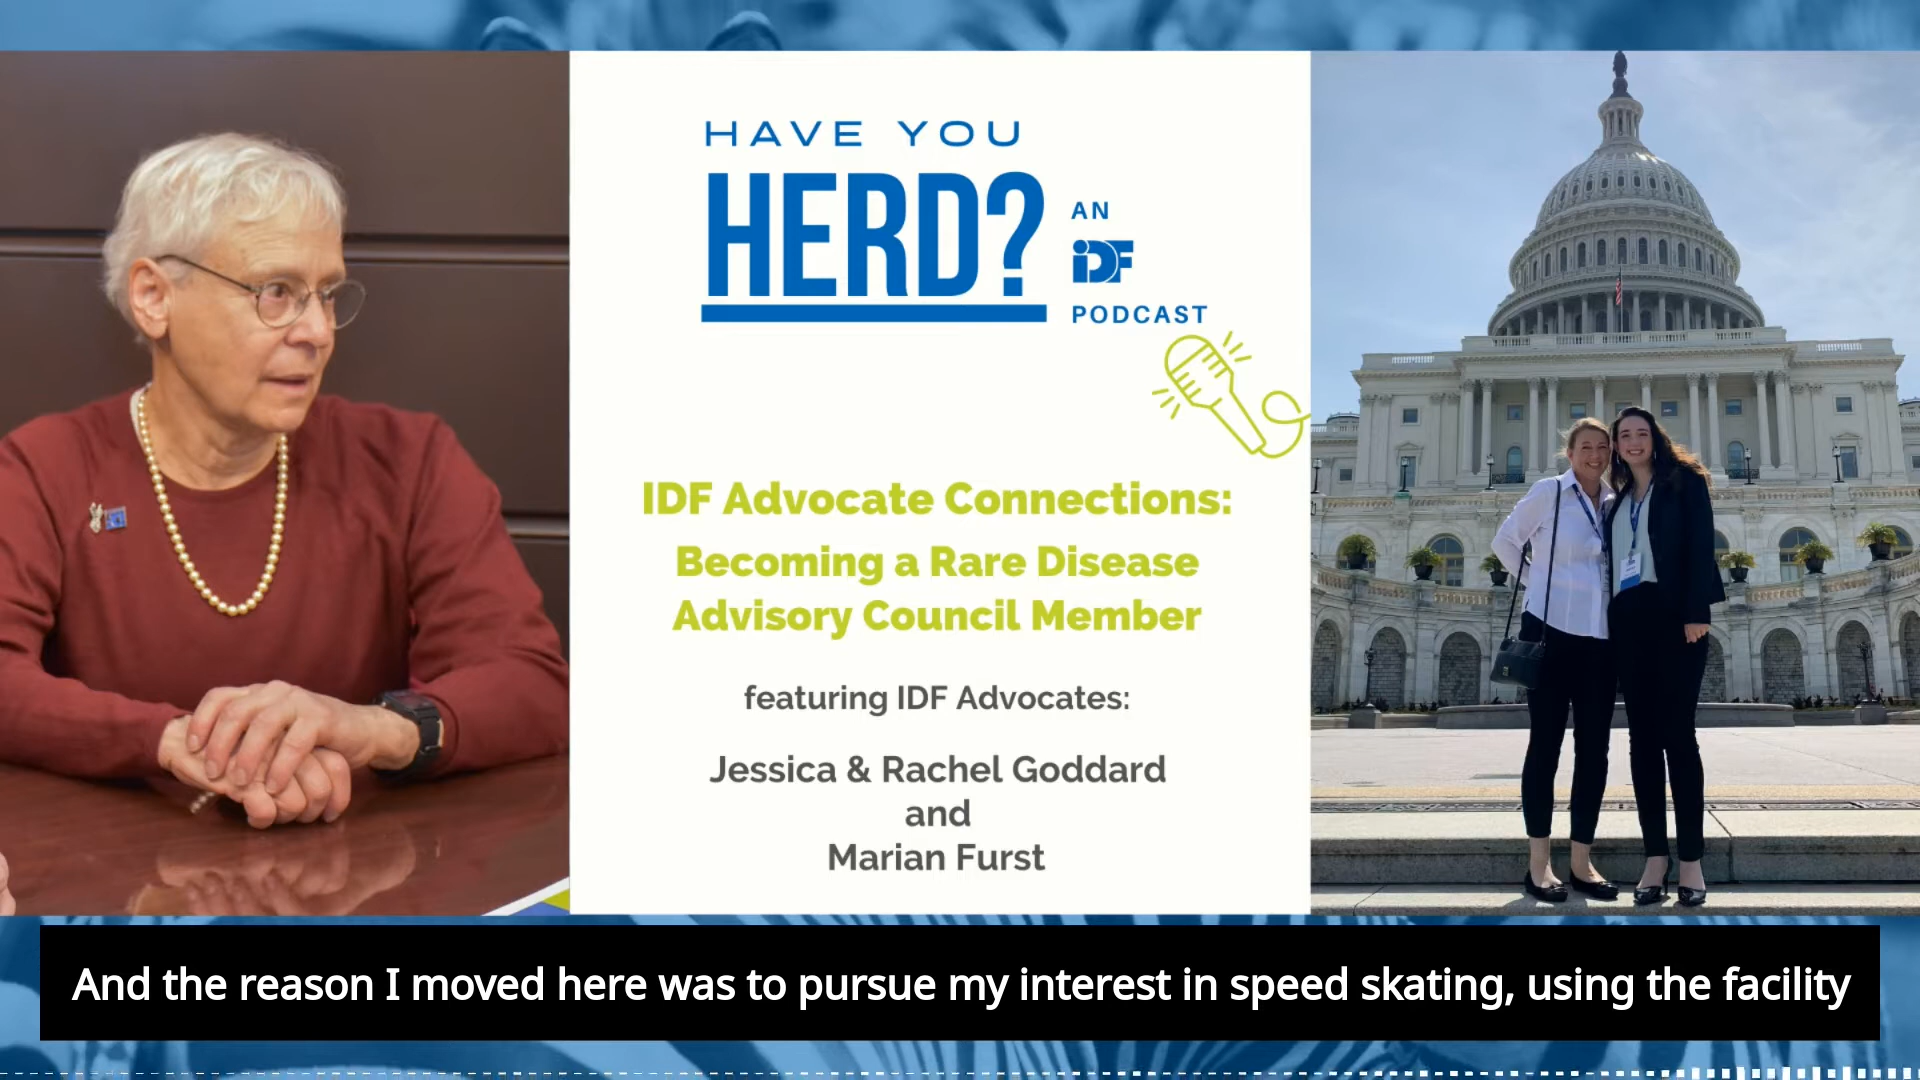 HAVE YOU
HERD?
AN
IDF
PODCAST
IDF Advocate Connections:
Becoming a Rare Disease
Advisory Council Member
featuring IDF Advocates:
Jessica & Rachel Goddard
and
Marian Furst
And the reason I moved here was to pursue my interest in speed skating, using the facility